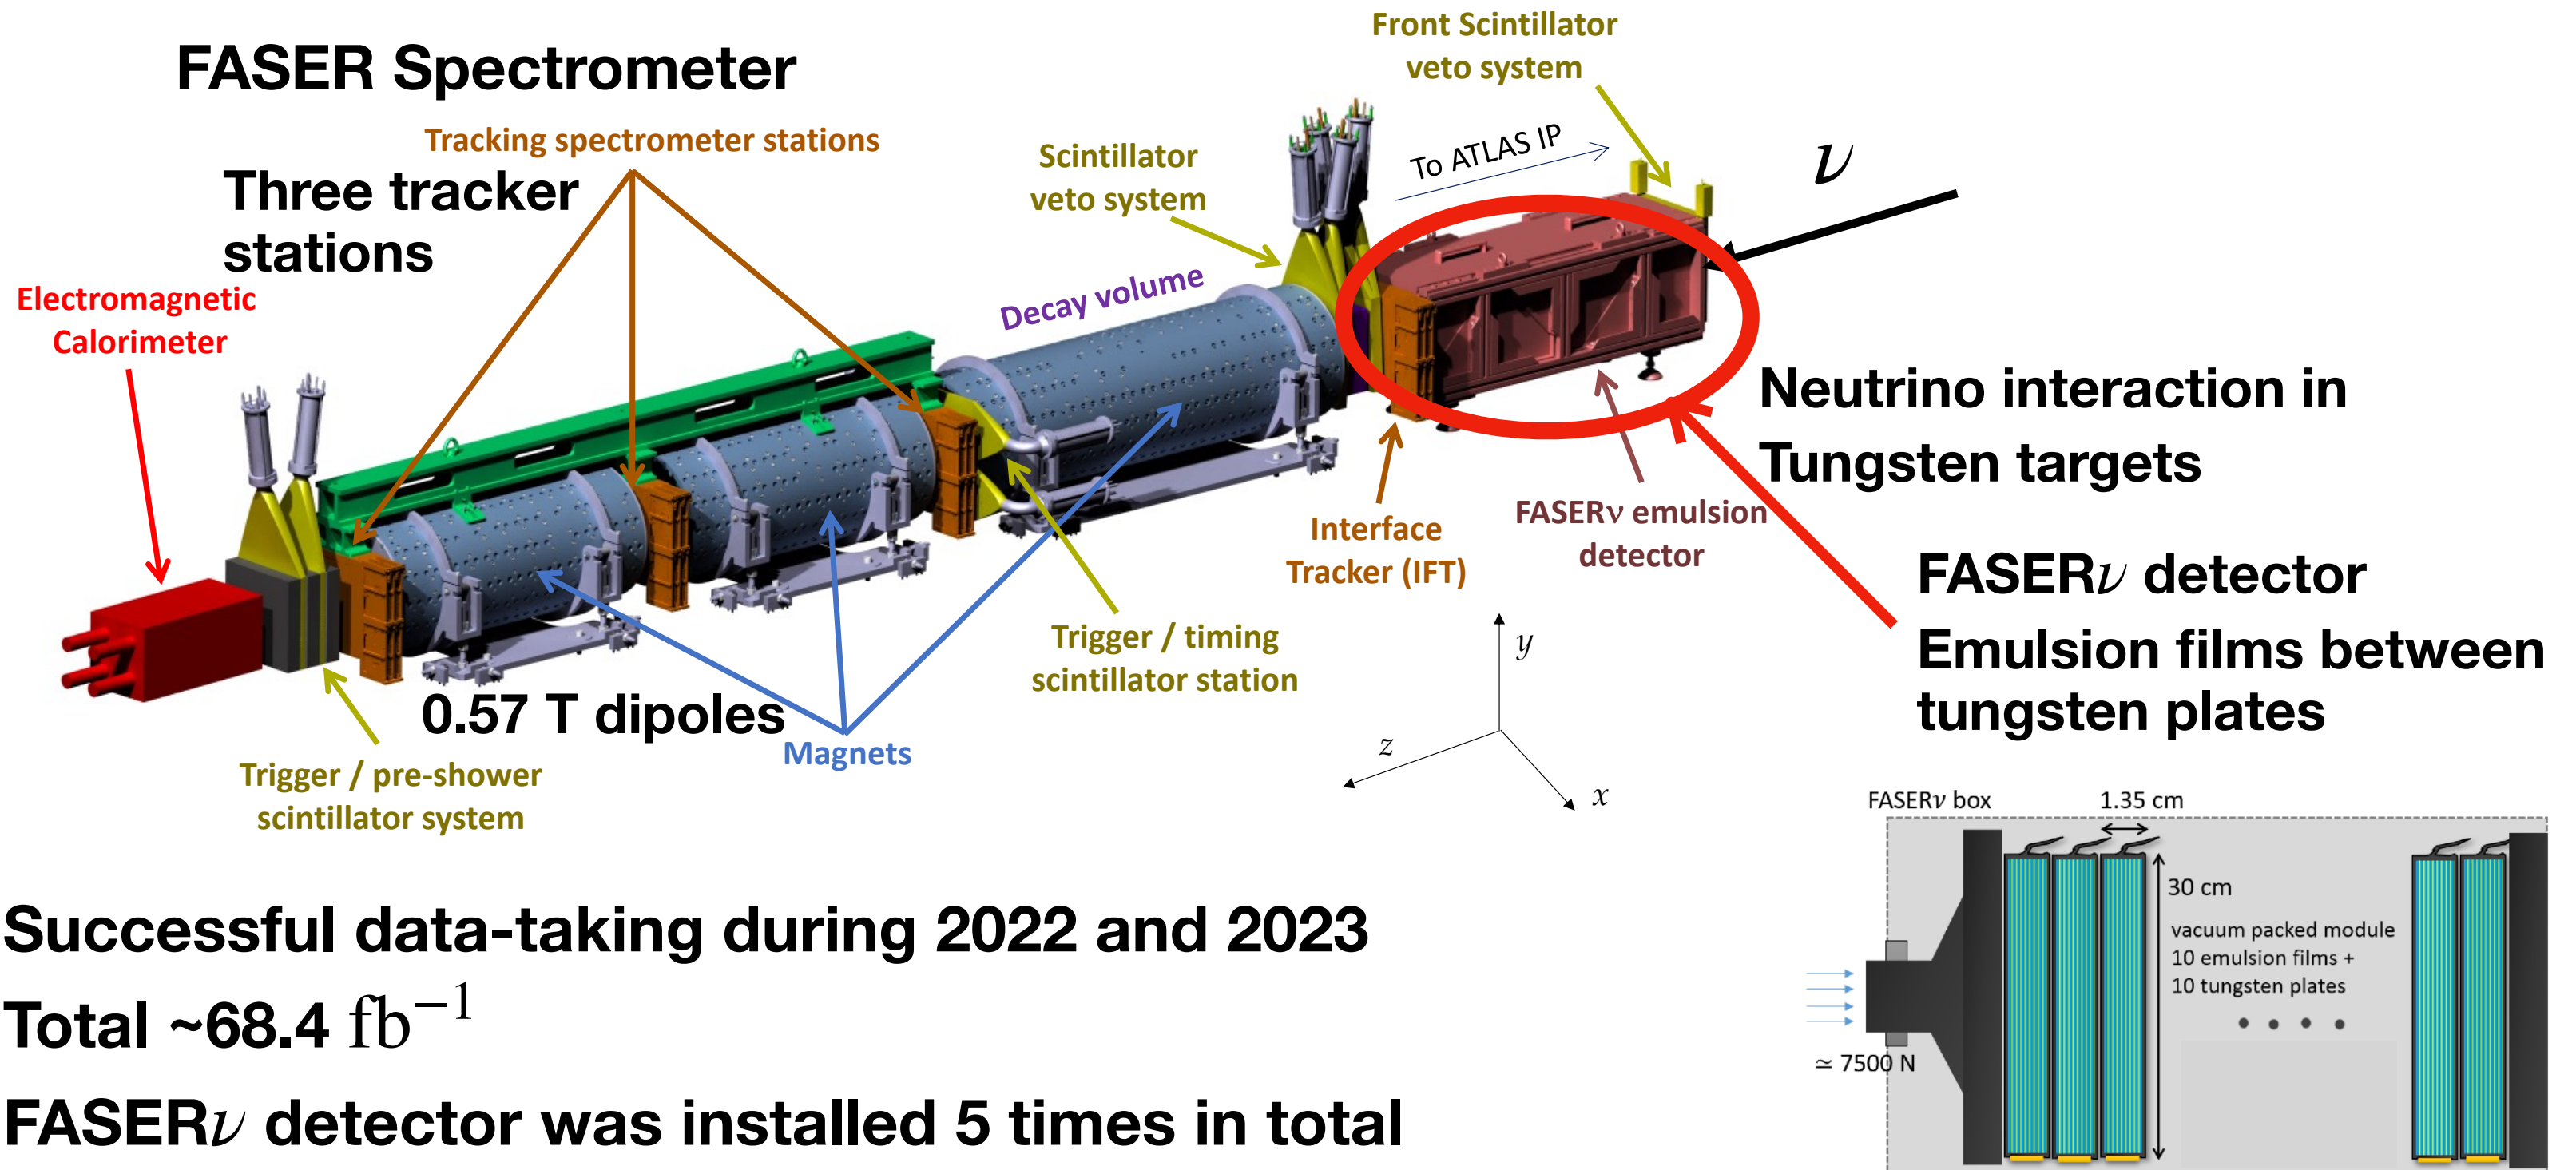 FASER Spectrometer
Front Scintillator
veto system
Tracking spectrometer stations
Three tracker
stations
Scintillator
veto system
To ATLAS IP
ν
Electromagnetic
Calorimeter
Decay volume
Neutrino interaction in
Tungsten targets
Interface
Tracker (IFT)
FASERν emulsion
detector
FASERν detector
Emulsion films between
tungsten plates
Trigger / timing
scintillator station
0.57 T dipoles
Magnets
y
z
x
Trigger / pre-shower
scintillator system
FASERν box
1.35 cm
30 cm
vacuum packed module
10 emulsion films +
10 tungsten plates
≃ 7500 N
Successful data-taking during 2022 and 2023
Total ~68.4 fb⁻¹
FASERν detector was installed 5 times in total